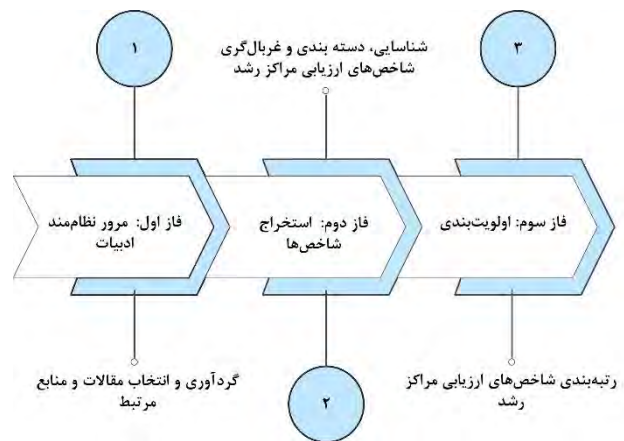 ۱
فاز اول: مرور نظام‌مند
ادبیات
گردآوری و انتخاب مقالات و منابع
مرتبط
شناسایی، دسته بندی و غربال‌گری
شاخص‌های ارزیابی مراکز رشد
فاز دوم: استخراج
شاخص‌ها
۲
۳
فاز سوم: اولویت‌بندی
رتبه‌بندی شاخص‌های ارزیابی مراکز
رشد